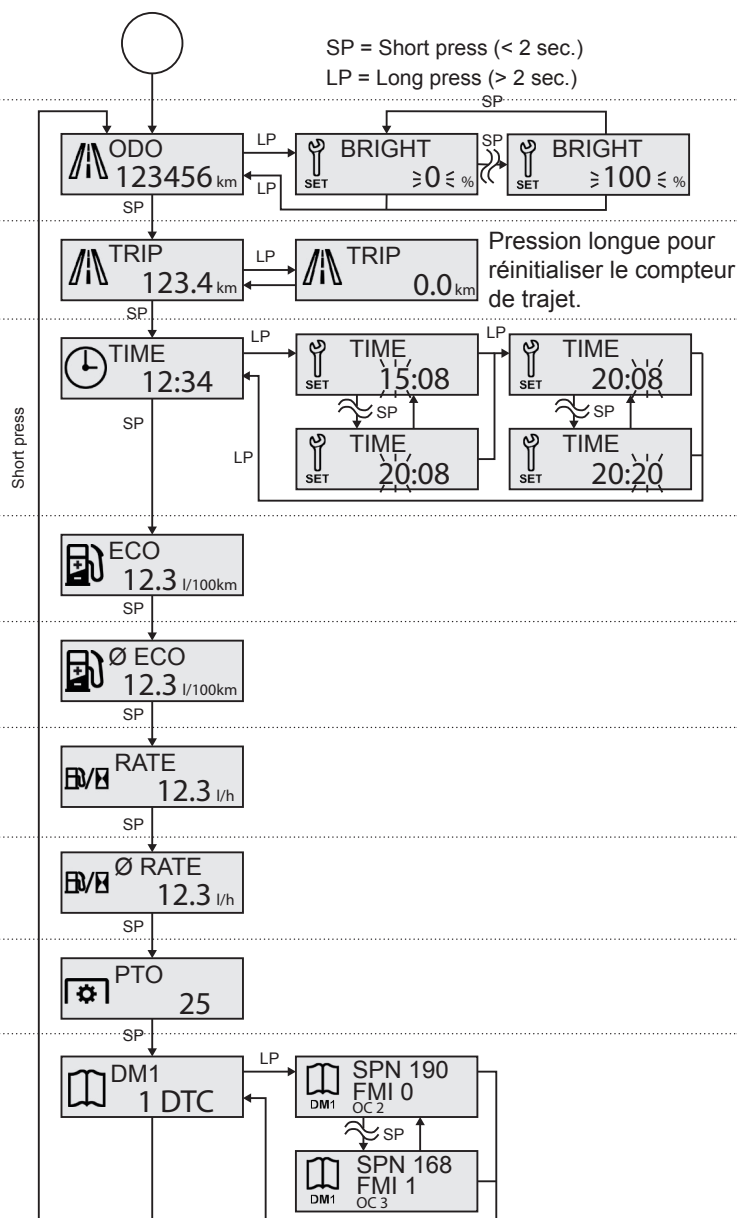 SP = Short press (< 2 sec.)
LP = Long press (> 2 sec.)
SP
ODO
123456 km
LP
LP
BRIGHT
SET
0 %
SP
BRIGHT
SET
100 %
SP
TRIP
123.4 km
LP
TRIP
0.0 km
Pression longue pour
réinitialiser le compteur
de trajet.
SP
TIME
12:34
LP
TIME
SET
15:08
LP
TIME
SET
20:08
SP
SP
SP
LP
TIME
SET
20:08
TIME
SET
20:20
Short press
ECO
12.3 l/100km
SP
Ø ECO
12.3 l/100km
SP
RATE
12.3 l/h
SP
Ø RATE
12.3 l/h
SP
PTO
25
SP
DM1
1 DTC
LP
SPN 190
FMI 0
OC 2
DM1
SP
SPN 168
FMI 1
OC 3
DM1